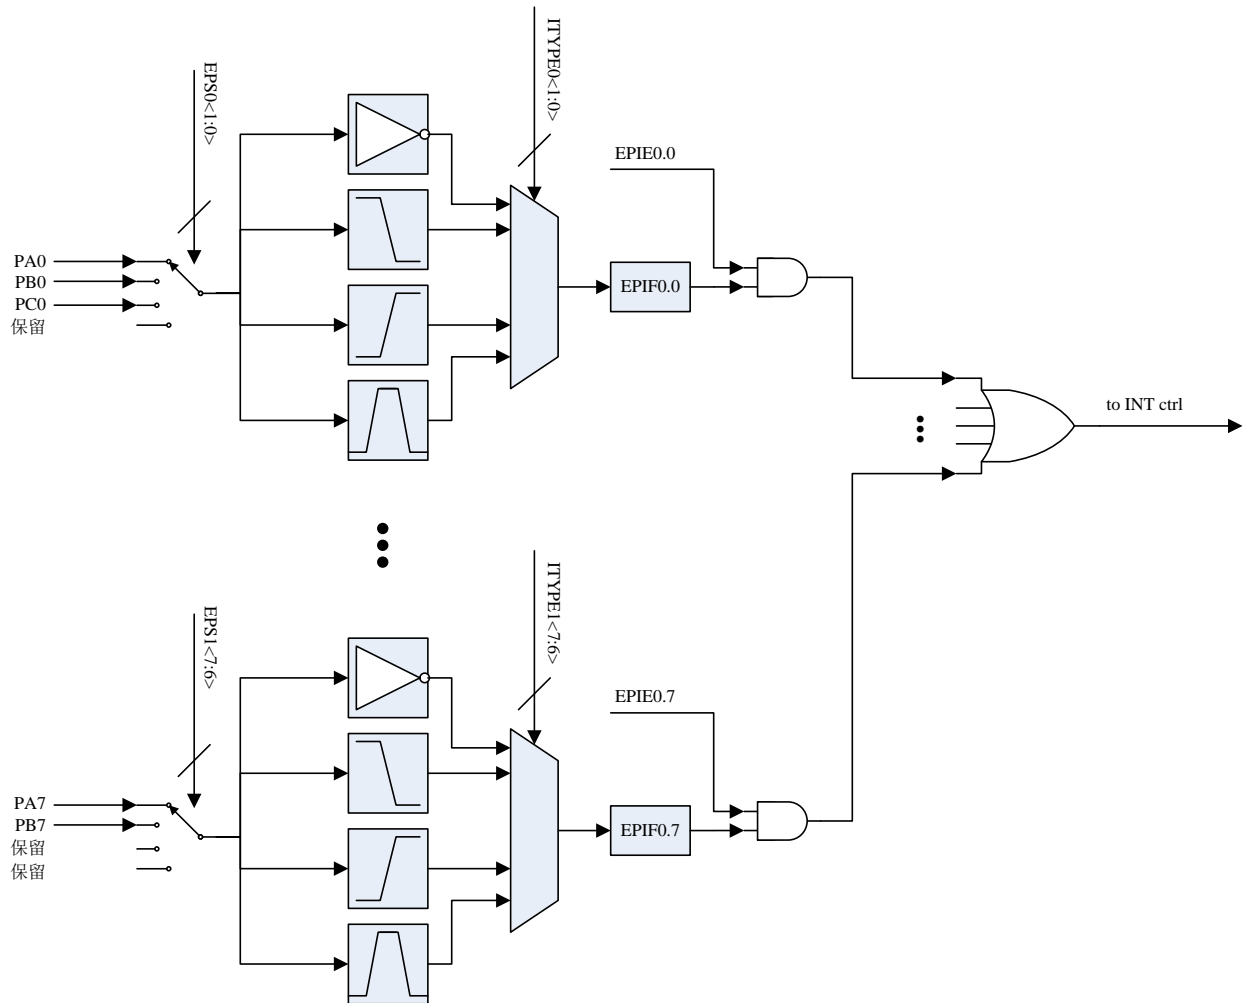 EPS0<1:0>
ITYPE0<1:0>
EPIE0.0
PA0
PB0
PC0
保留
EPIF0.0
to INT ctrl
EPS1<7:6>
ITYPE1<7:6>
EPIE0.7
PA7
PB7
保留
保留
EPIF0.7